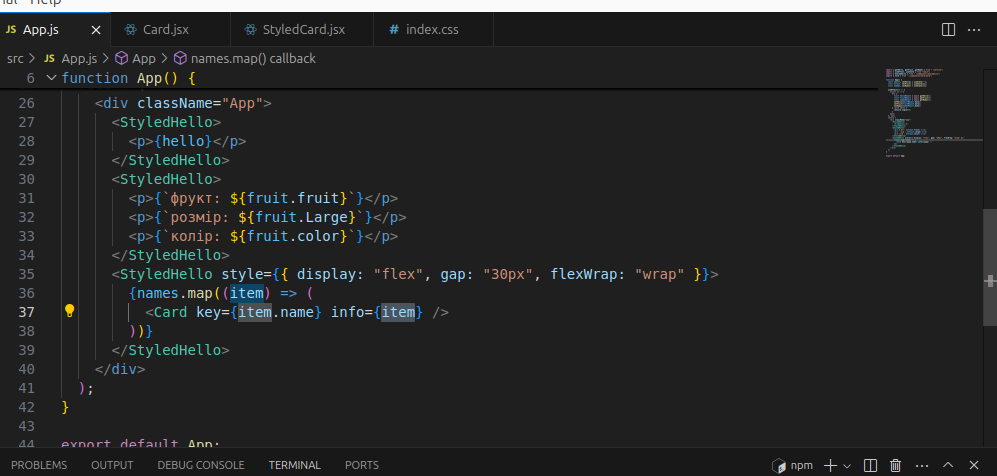 Help
JS App.js × Card.jsx StyledCard.jsx # index.css ···
src > JS App.js > App > names.map() callback
6 function App() {
26 <div className="App">
27 <StyledHello>
28 <p>{hello}</p>
29 </StyledHello>
30 <StyledHello>
31 <p>{`фрукт: ${fruit.fruit}`}</p>
32 <p>{`розмір: ${fruit.Large}`}</p>
33 <p>{`колір: ${fruit.color}`}</p>
34 </StyledHello>
35 <StyledHello style={{ display: "flex", gap: "30px", flexWrap: "wrap" }}>
36 {names.map((item) => (
37 <Card key={item.name} info={item} />
38 ))}
39 </StyledHello>
40 </div>
41 );
42 }
43
44 export default App;
PROBLEMS OUTPUT DEBUG CONSOLE TERMINAL PORTS npm